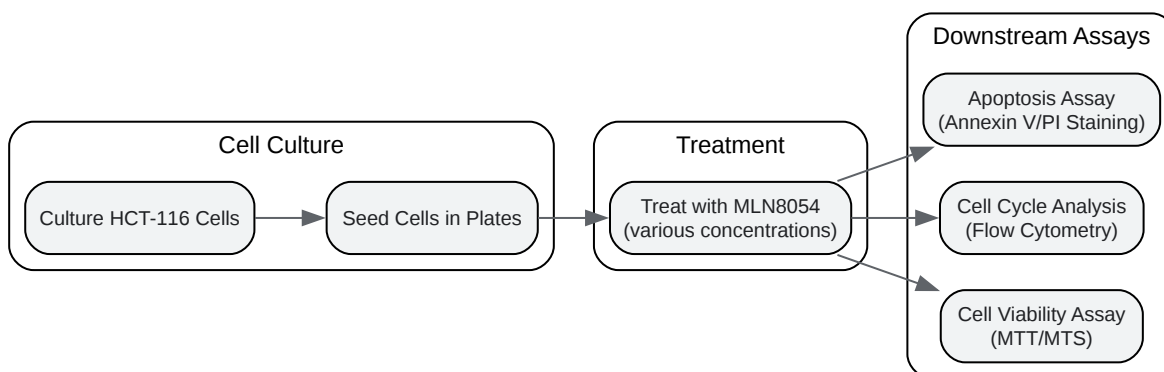 Cell Culture
Culture HCT-116 Cells
Seed Cells in Plates
Treatment
Treat with MLN8054
(various concentrations)
Downstream Assays
Apoptosis Assay
(Annexin V/PI Staining)
Cell Cycle Analysis
(Flow Cytometry)
Cell Viability Assay
(MTT/MTS)